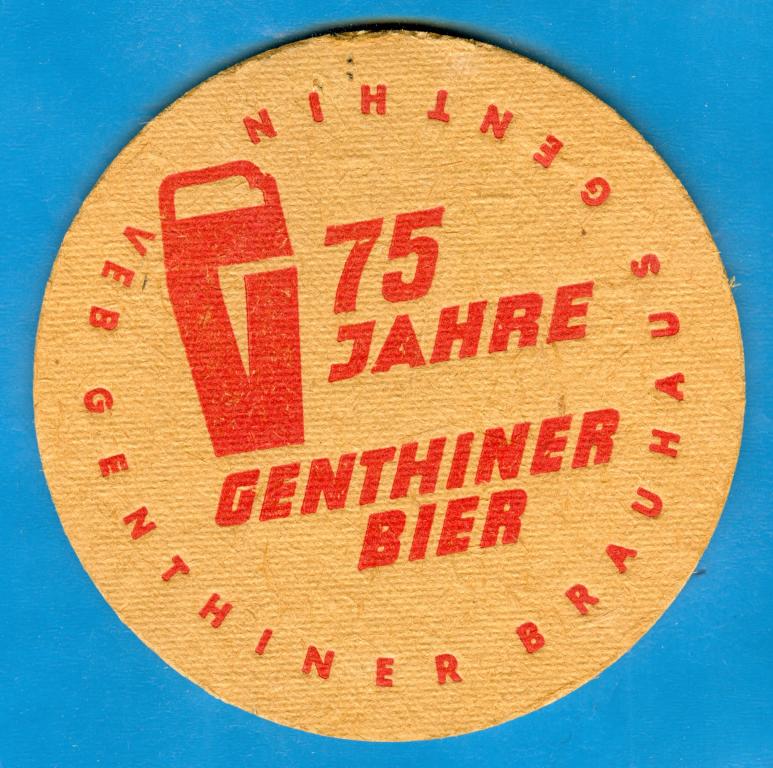 75
JAHRE
GENTHINER
BIER
VEB GENTHINER BRAUHAUS GENTHIN